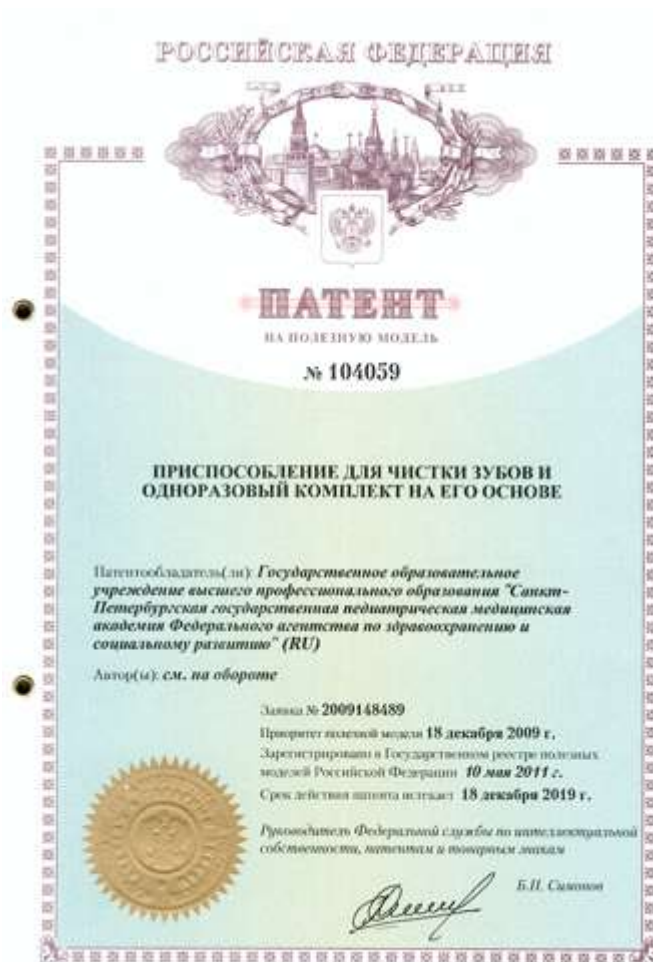 РОССИЙСКАЯ ФЕДЕРАЦИЯ
ПАТЕНТ
НА ПОЛЕЗНУЮ МОДЕЛЬ
№ 104059
ПРИСПОСОБЛЕНИЕ ДЛЯ ЧИСТКИ ЗУБОВ И
ОДНОРАЗОВЫЙ КОМПЛЕКТ НА ЕГО ОСНОВЕ
Патентообладатель(ли): Государственное образовательное
учреждение высшего профессионального образования "Санкт-
Петербургская государственная педиатрическая медицинская
академия Федерального агентства по здравоохранению и
социальному развитию" (RU)
Автор(ы): см. на обороте
Заявка № 2009148489
Приоритет полезной модели 18 декабря 2009 г.
Зарегистрировано в Государственном реестре полезных
моделей Российской Федерации 10 мая 2011 г.
Срок действия патента истекает 18 декабря 2019 г.
Руководитель Федеральной службы по интеллектуальной
собственности, патентам и товарным знакам
Б.П. Симонов